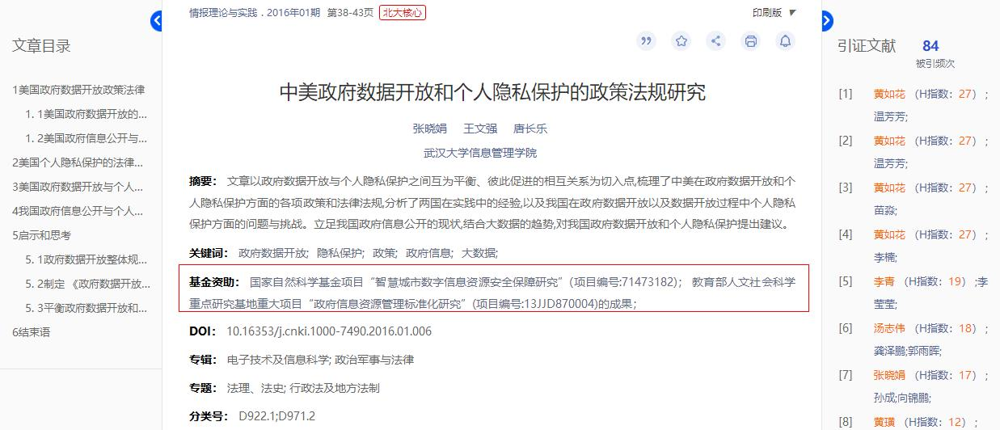 文章目录
1美国政府数据开放政策法律
1. 1美国政府数据开放的...
1. 2美国政府信息公开与...
2美国个人隐私保护的法律...
3美国政府数据开放与个人...
4我国政府信息公开与个人...
5启示和思考
5. 1政府数据开放整体规...
5. 2制定 《政府数据开放...
5. 3平衡政府数据开放和...
6结束语
情报理论与实践 . 2016年01期 第38-43页 北大核心
印刷版
中美政府数据开放和个人隐私保护的政策法规研究
张晓娟 王文强 唐长乐
武汉大学信息管理学院
摘要： 文章以政府数据开放与个人隐私保护之间互为平衡、彼此促进的相互关系为切入点,梳理了中美在政府数据开放和个
人隐私保护方面的各项政策和法律法规,分析了两国在实践中的经验,以及我国在政府数据开放以及数据开放过程中个人隐私
保护方面的问题与挑战。立足我国政府信息公开的现状,结合大数据的趋势,对我国政府数据开放和个人隐私保护提出建议。
关键词： 政府数据开放; 隐私保护; 政策; 政府信息; 大数据;
基金资助： 国家自然科学基金项目“智慧城市数字信息资源安全保障研究”(项目编号:71473182)； 教育部人文社会科学
重点研究基地重大项目“政府信息资源管理标准化研究”(项目编号:13JJD870004)的成果；
DOI： 10.16353/j.cnki.1000-7490.2016.01.006
专辑： 电子技术及信息科学; 政治军事与法律
专题： 法理、法史; 行政法及地方法制
分类号： D922.1;D971.2
引证文献 84
被引频次
[1] 黄如花 （H指数：27） ;
温芳芳;
[2] 黄如花 （H指数：27） ;
温芳芳;
[3] 黄如花 （H指数：27） ;
苗淼;
[4] 黄如花 （H指数：27） ;
李楠;
[5] 李青 （H指数：19） ;李
莹莹;
[6] 汤志伟 （H指数：18） ;
龚泽鹏;郭雨晖;
[7] 张晓娟 （H指数：17） ;
孙成;向锦鹏;
[8] 黄璜 （H指数：12） ;